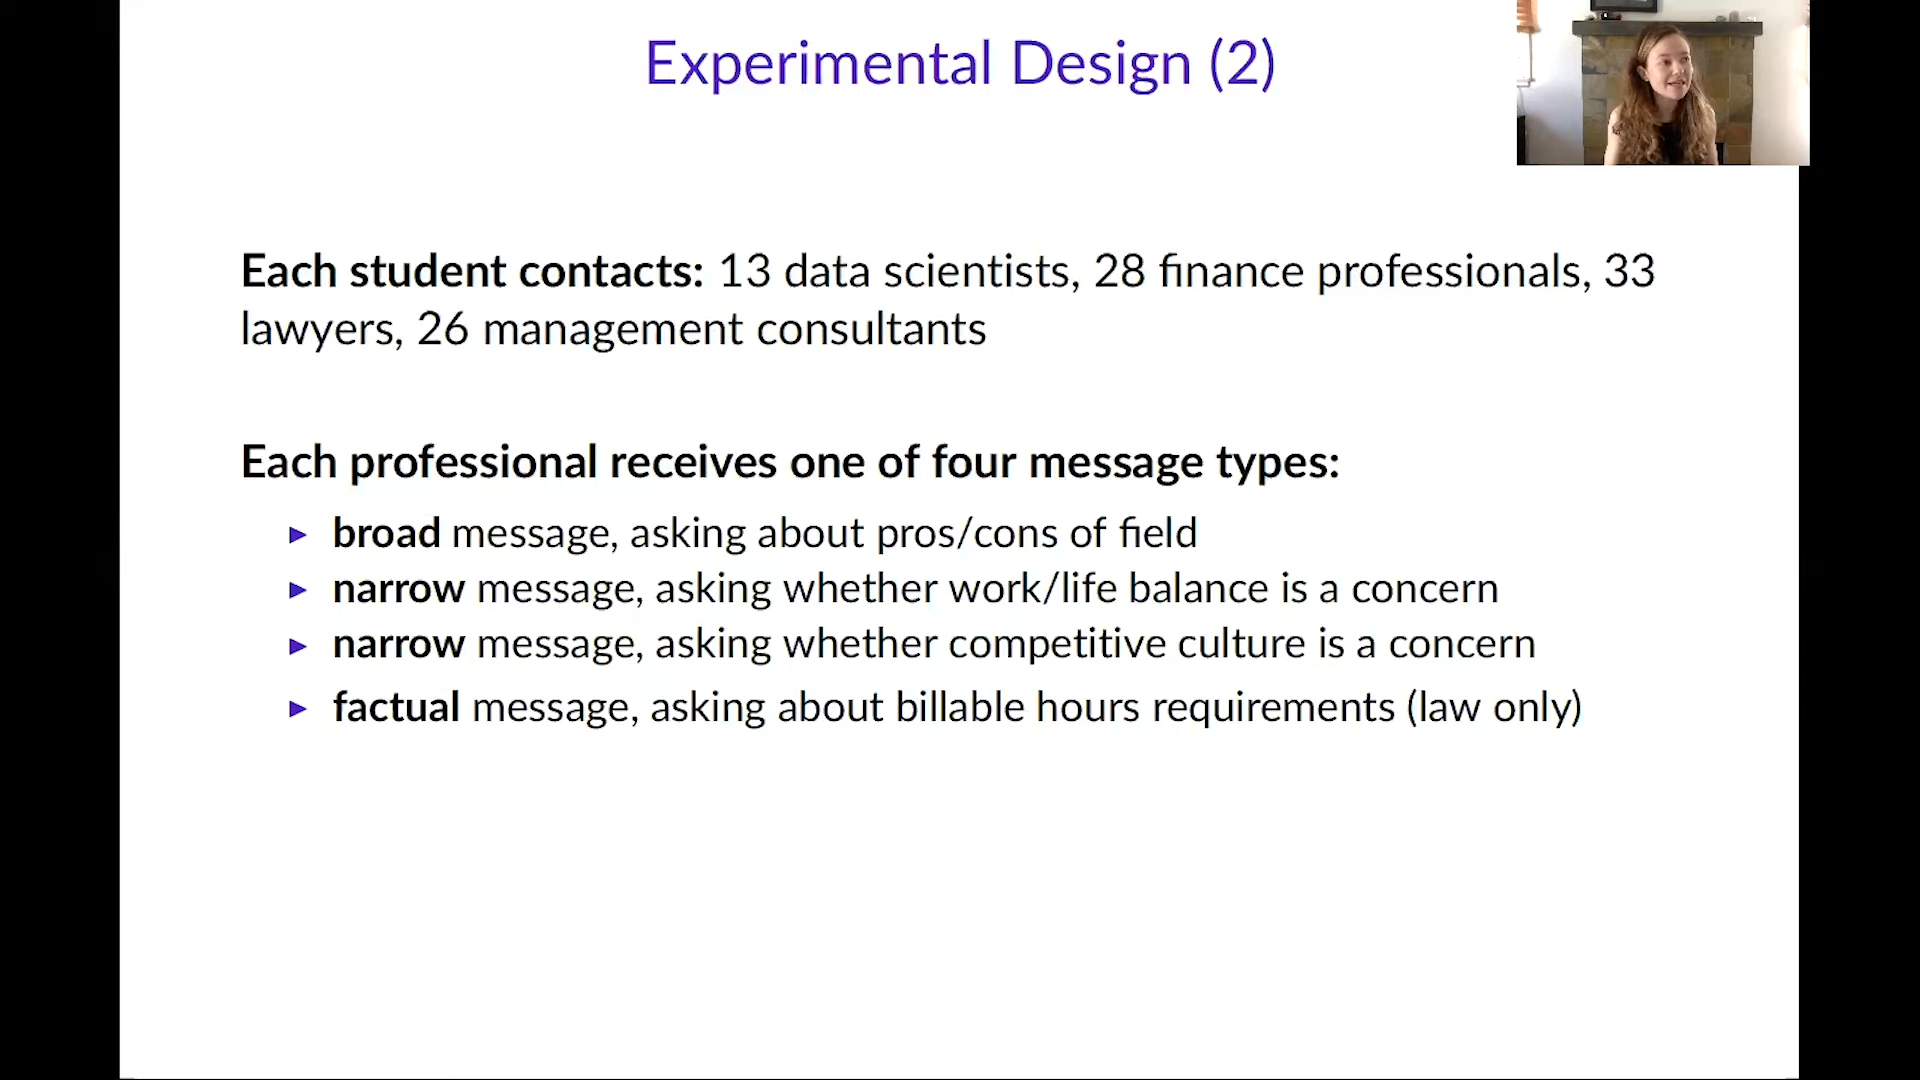 Experimental Design (2)
Each student contacts: 13 data scientists, 28 finance professionals, 33
lawyers, 26 management consultants
Each professional receives one of four message types:
▶ broad message, asking about pros/cons of field
▶ narrow message, asking whether work/life balance is a concern
▶ narrow message, asking whether competitive culture is a concern
▶ factual message, asking about billable hours requirements (law only)